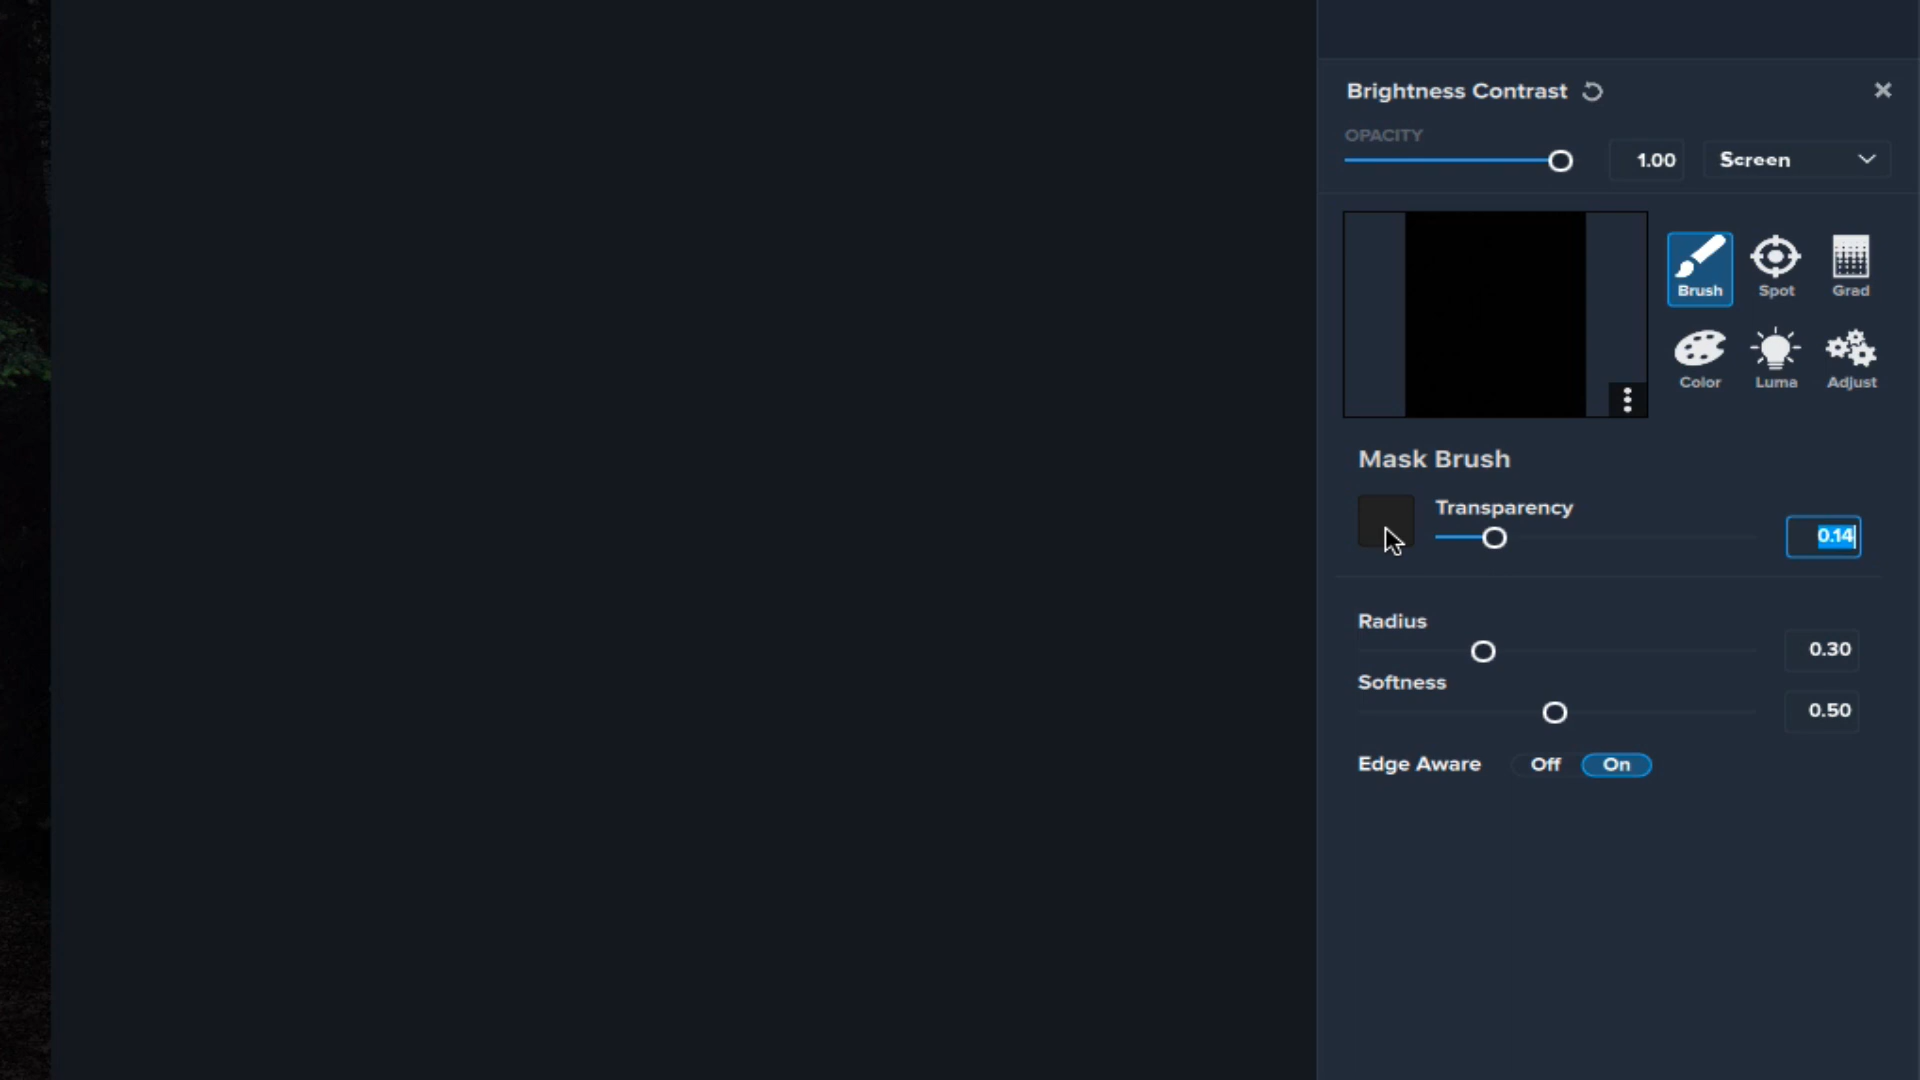 Brightness Contrast
OPACITY
1.00
Screen
Brush
Spot
Grad
Color
Luma
Adjust
Mask Brush
Transparency
0.14
Radius
0.30
Softness
0.50
Edge Aware
Off
On